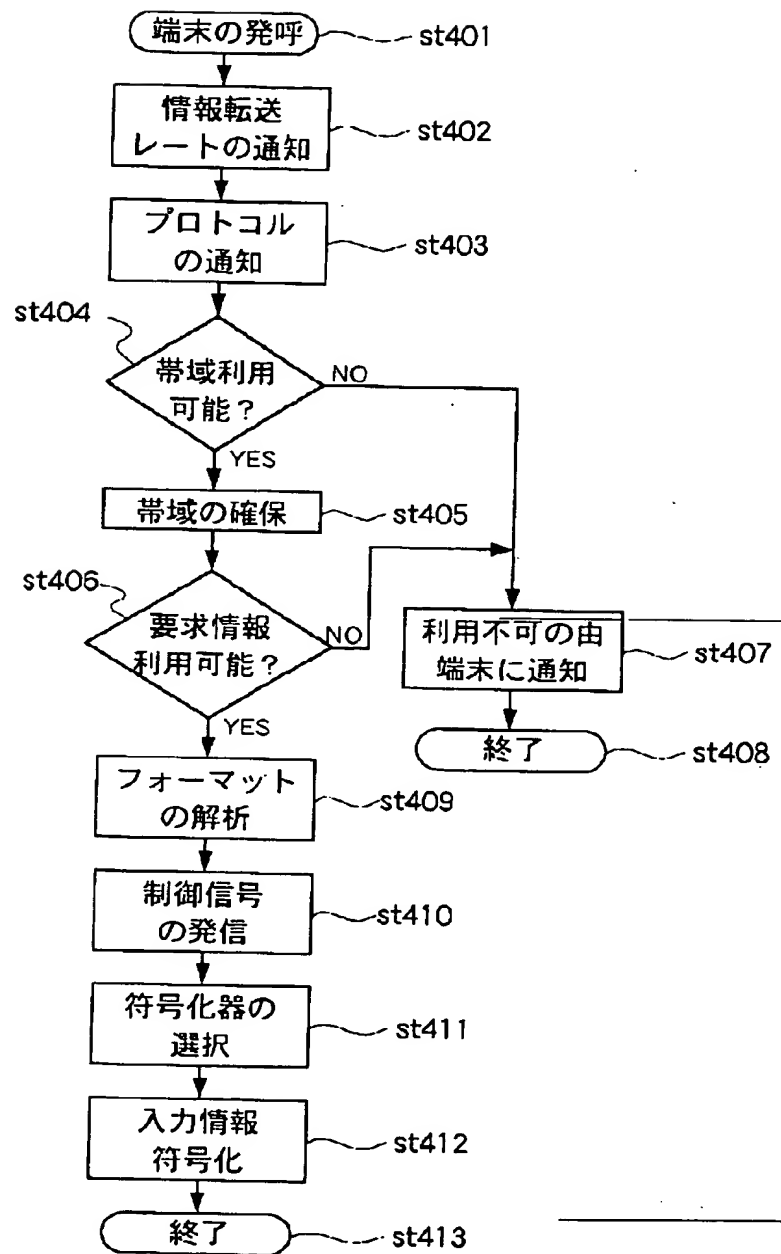 端末の発呼
st401
情報転送
レートの通知
st402
プロトコル
の通知
st403
st404
帯域利用
可能？
NO
YES
帯域の確保
st405
st406
要求情報
利用可能？
NO
YES
利用不可の由
端末に通知
st407
終了
st408
フォーマット
の解析
st409
制御信号
の発信
st410
符号化器の
選択
st411
入力情報
符号化
st412
終了
st413